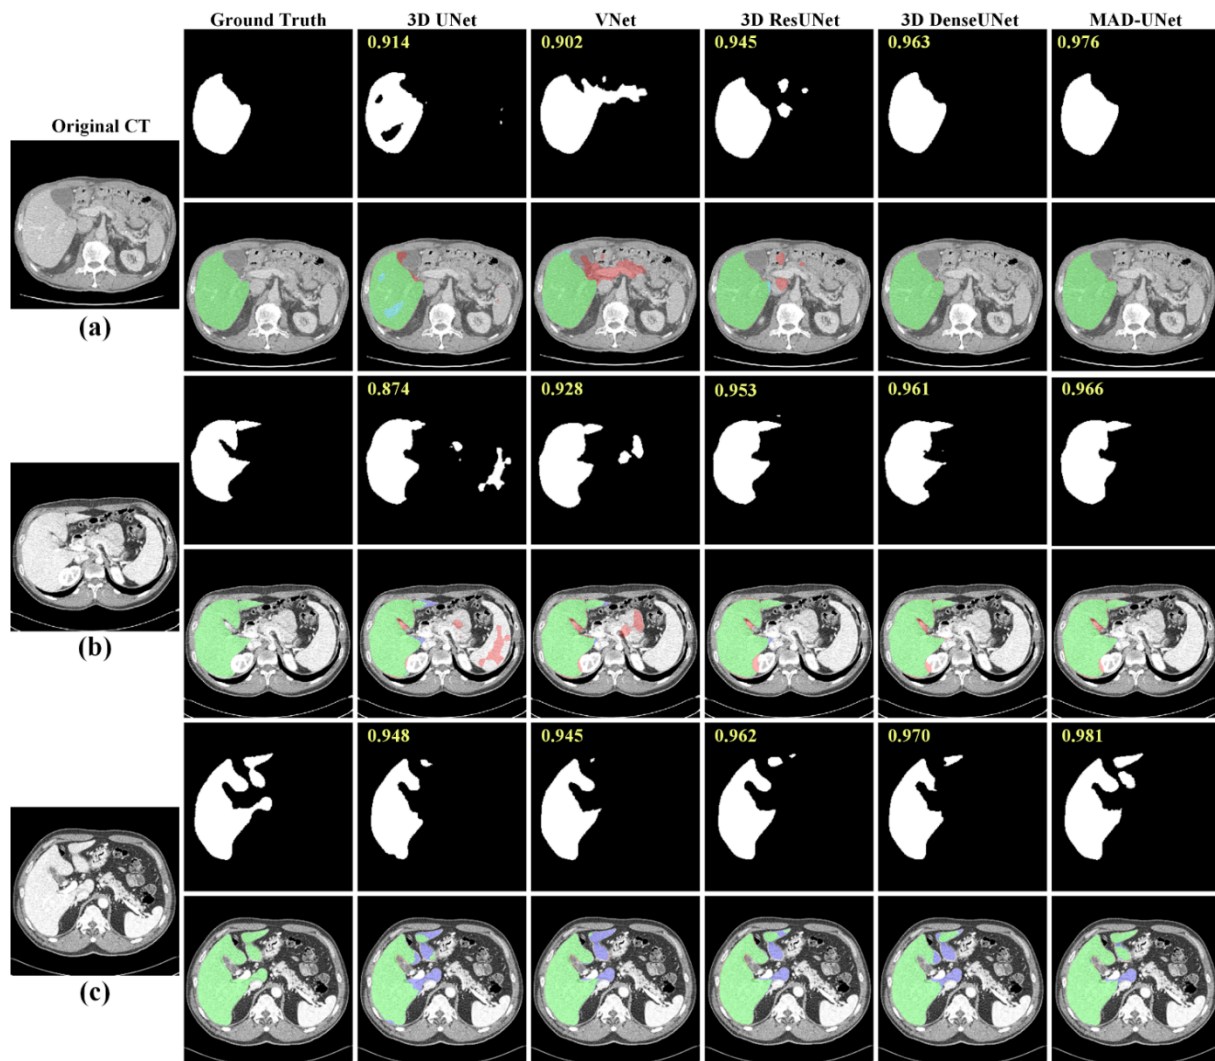 Ground Truth 3D UNet VNet 3D ResUNet 3D DenseUNet MAD-UNet
0.914 0.902 0.945 0.963 0.976
Original CT
(a)
0.874 0.928 0.953 0.961 0.966
(b)
0.948 0.945 0.962 0.970 0.981
(c)